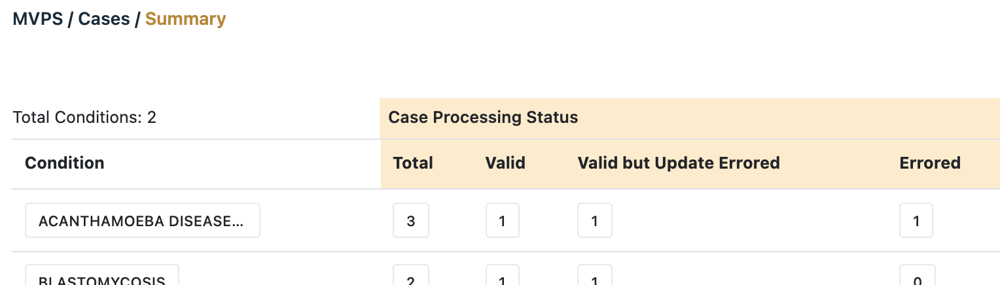 MVPS / Cases / Summary
Total Conditions: 2 Case Processing Status
Condition Total Valid Valid but Update Errored Errored
ACANTHAMOEBA DISEASE... 3 1 1 1
BLASTOMYCOSIS 2 1 1 0